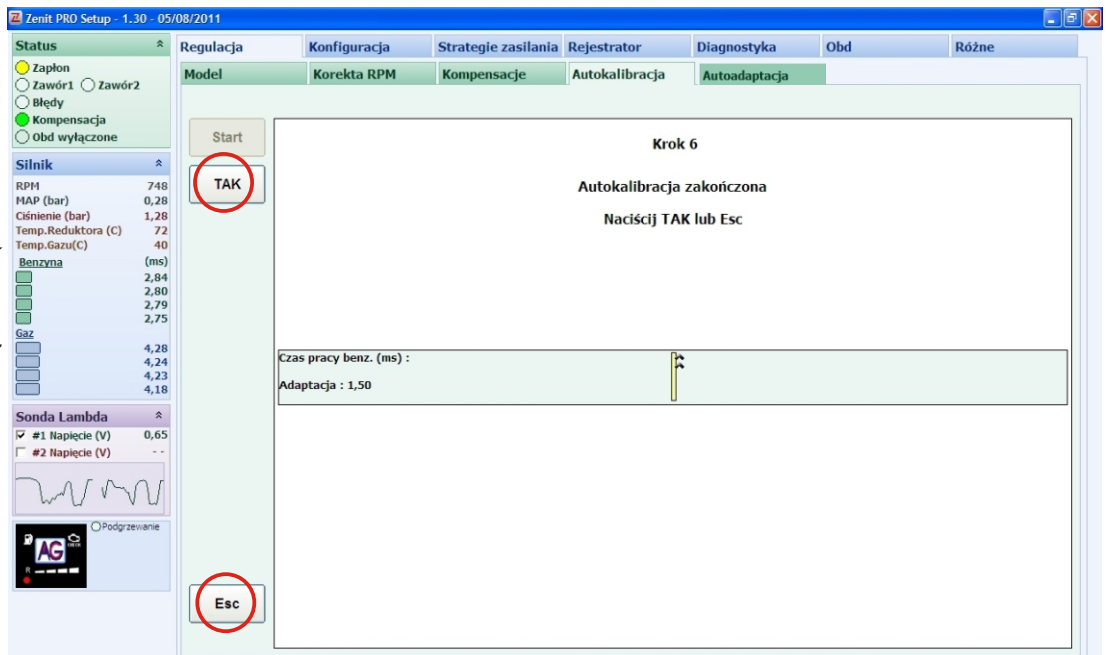 Zenit PRO Setup - 1.30 - 05/08/2011
Status
Zapłon
Zawór1 Zawór2
Błędy
Kompensacja
Obd wyłączone
Silnik
RPM 748
MAP (bar) 0,28
Ciśnienie (bar) 1,28
Temp.Reduktora (C) 72
Temp.Gazu(C) 40
Benzyna (ms)
2,84
2,80
2,79
2,75
Gaz
4,28
4,24
4,23
4,18
Sonda Lambda
#1 Napięcie (V) 0,65
#2 Napięcie (V) - -
Podgrzewanie
AG
CHECK
R
Regulacja Konfiguracja Strategie zasilania Rejestrator Diagnostyka Obd Różne
Model Korekta RPM Kompensacje Autokalibracja Autoadaptacja
Start
TAK
Esc
Krok 6
Autokalibracja zakończona
Naciścij TAK lub Esc
Czas pracy benz. (ms) :
Adaptacja : 1,50